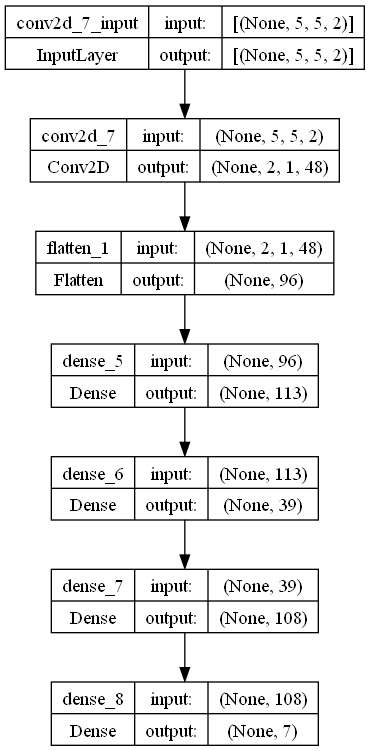 conv2d_7_input input: [(None, 5, 5, 2)]
InputLayer output: [(None, 5, 5, 2)]
conv2d_7 input: (None, 5, 5, 2)
Conv2D output: (None, 2, 1, 48)
flatten_1 input: (None, 2, 1, 48)
Flatten output: (None, 96)
dense_5 input: (None, 96)
Dense output: (None, 113)
dense_6 input: (None, 113)
Dense output: (None, 39)
dense_7 input: (None, 39)
Dense output: (None, 108)
dense_8 input: (None, 108)
Dense output: (None, 7)